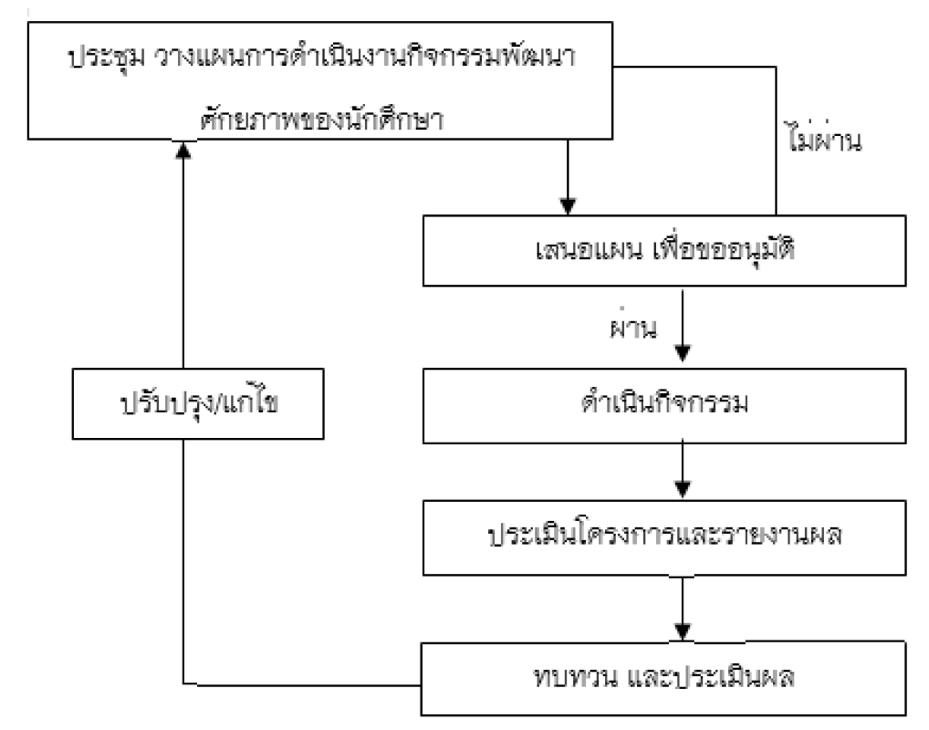 ประชุม วางแผนการดำเนินงานกิจกรรมพัฒนา
ศักยภาพของนักศึกษา
ไม่ผ่าน
เสนอแผน เพื่อขออนุมัติ
ผ่าน
ปรับปรุง/แก้ไข
ดำเนินกิจกรรม
ประเมินโครงการและรายงานผล
ทบทวน และประเมินผล